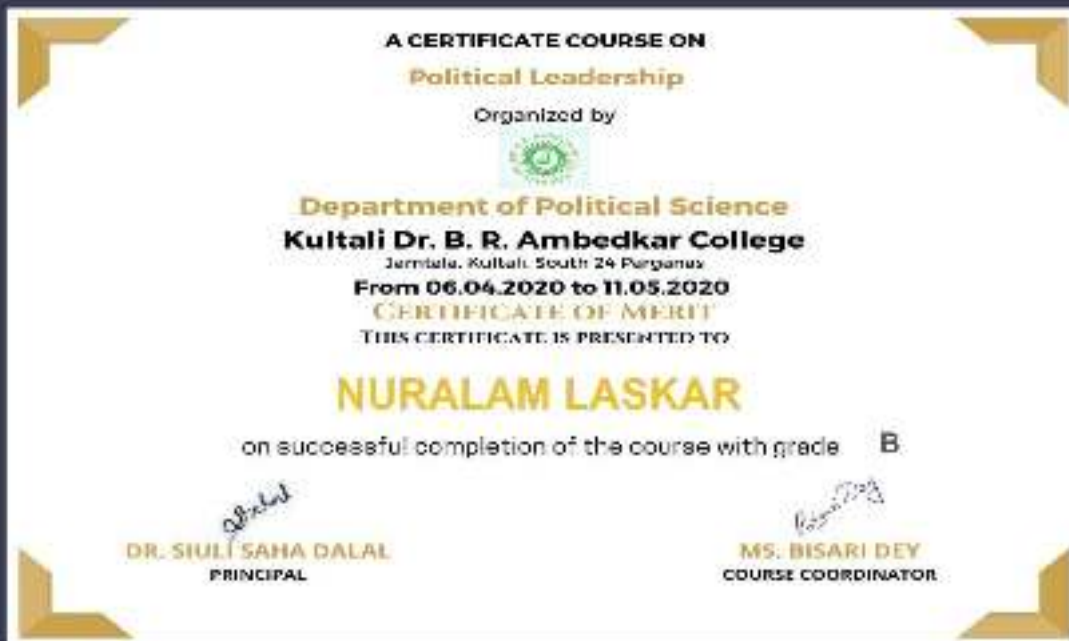 A CERTIFICATE COURSE ON
Political Leadership
Organized by
Department of Political Science
Kultali Dr. B. R. Ambedkar College
Jamtala, Kultali, South 24 Parganas
From 06.04.2020 to 11.05.2020
CERTIFICATE OF MERIT
THIS CERTIFICATE IS PRESENTED TO
NURALAM LASKAR
on successful completion of the course with grade B
DR. SIULI SAHA DALAL
PRINCIPAL
MS. BISARI DEY
COURSE COORDINATOR